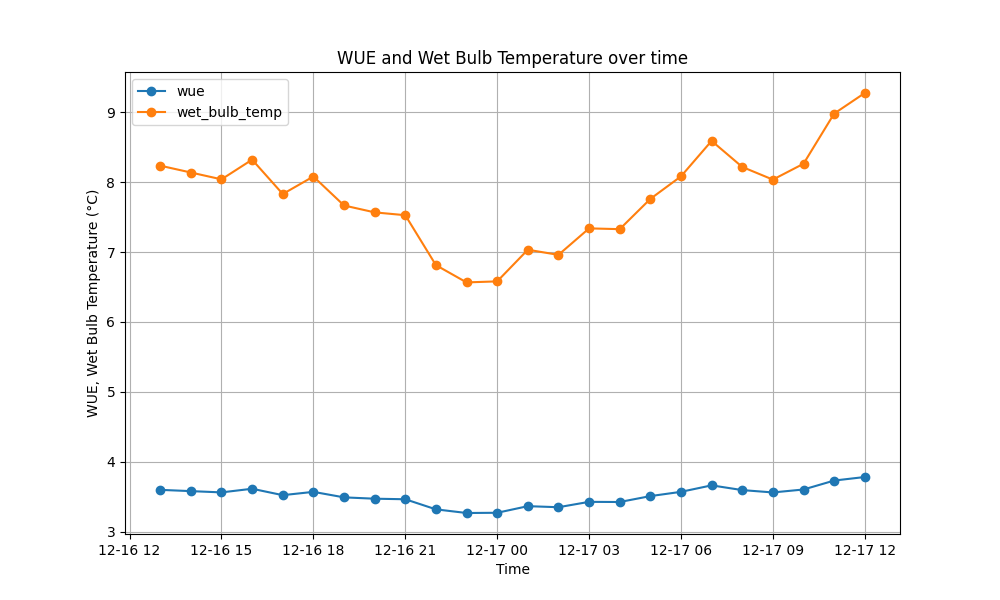 WUE and Wet Bulb Temperature over time
wue
wet_bulb_temp
WUE, Wet Bulb Temperature (°C)
9
8
7
6
5
4
3
12-16 12 12-16 15 12-16 18 12-16 21 12-17 00 12-17 03 12-17 06 12-17 09 12-17 12
Time